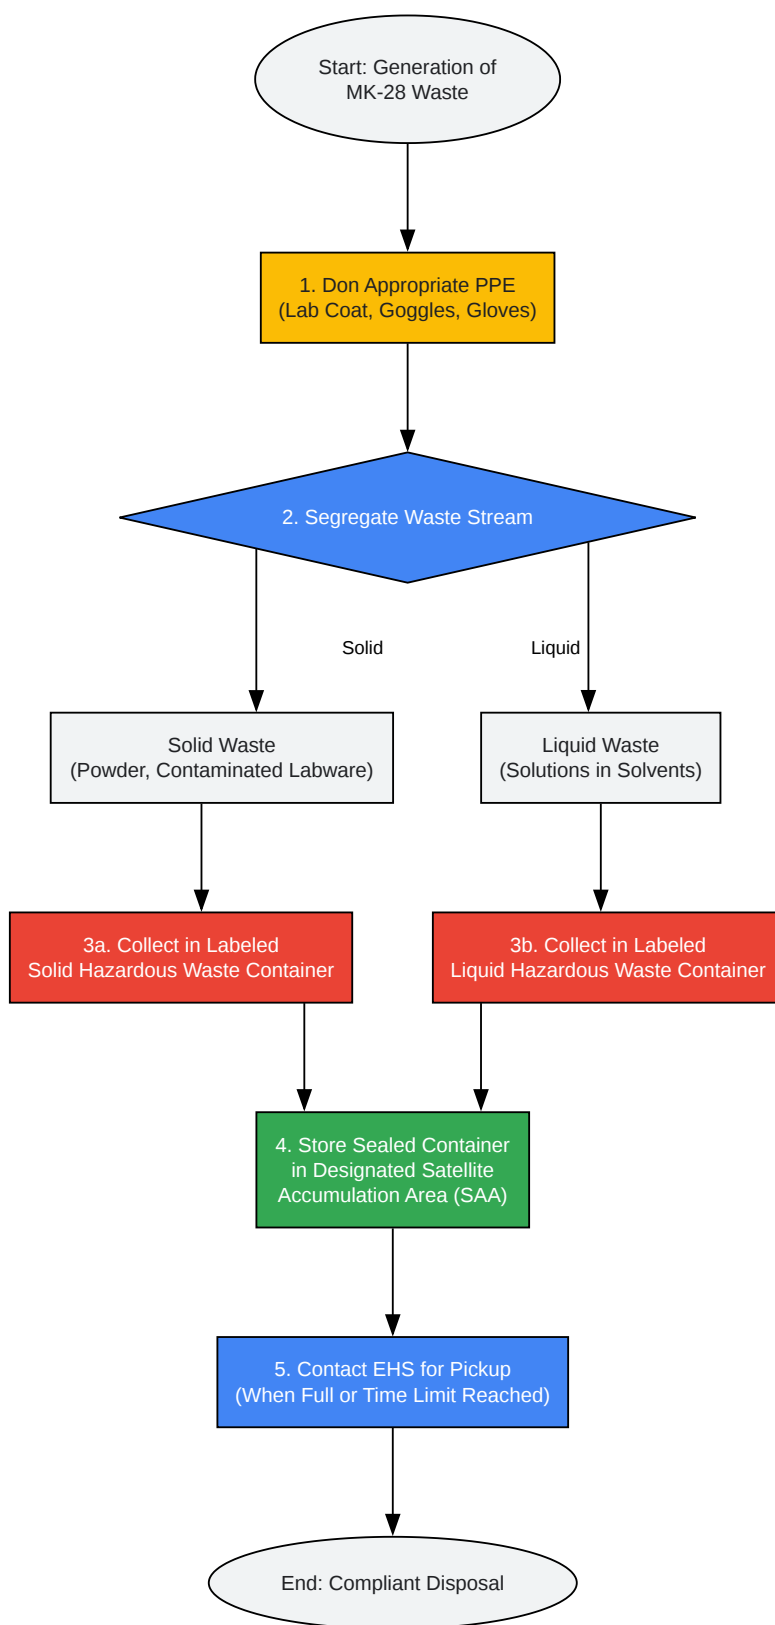 Start: Generation of
MK-28 Waste
1. Don Appropriate PPE
(Lab Coat, Goggles, Gloves)
2. Segregate Waste Stream
Solid
Liquid
Solid Waste
(Powder, Contaminated Labware)
Liquid Waste
(Solutions in Solvents)
3a. Collect in Labeled
Solid Hazardous Waste Container
3b. Collect in Labeled
Liquid Hazardous Waste Container
4. Store Sealed Container
in Designated Satellite
Accumulation Area (SAA)
5. Contact EHS for Pickup
(When Full or Time Limit Reached)
End: Compliant Disposal